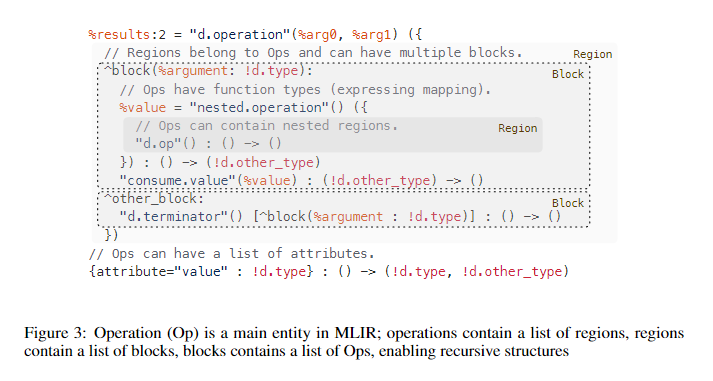 %results:2 = "d.operation"(%arg0, %arg1) ({
// Regions belong to Ops and can have multiple blocks. Region
^block(%argument: !d.type): Block
// Ops have function types (expressing mapping).
%value = "nested.operation"() ({
// Ops can contain nested regions. Region
"d.op"() : () -> ()
}) : () -> (!d.other_type)
"consume.value"(%value) : (!d.other_type) -> ()
^other_block: Block
"d.terminator"() [^block(%argument : !d.type)] : () -> ()
})
// Ops can have a list of attributes.
{attribute="value" : !d.type} : () -> (!d.type, !d.other_type)
Figure 3: Operation (Op) is a main entity in MLIR; operations contain a list of regions, regions
contain a list of blocks, blocks contains a list of Ops, enabling recursive structures